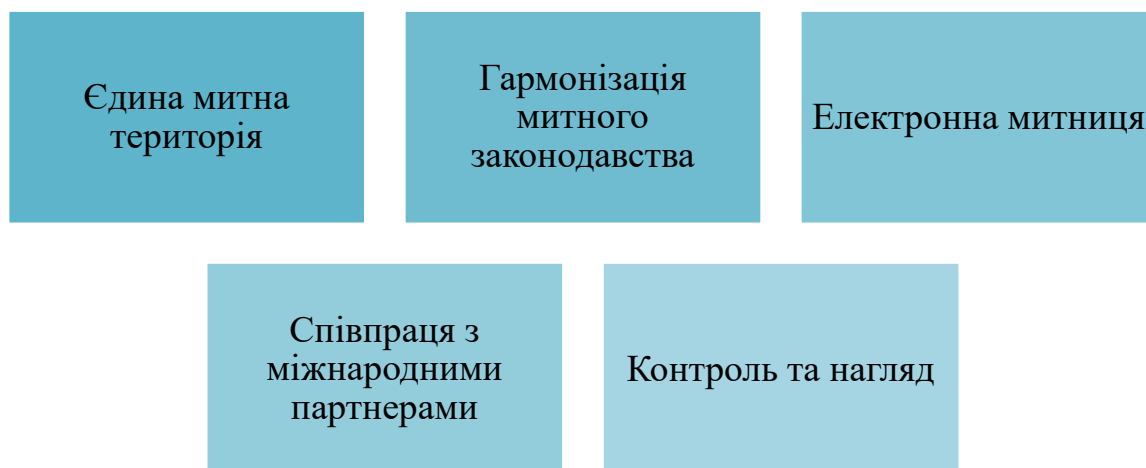 Єдина митна
територія
Гармонізація
митного
законодавства
Електронна митниця
Співпраця з
міжнародними
партнерами
Контроль та нагляд